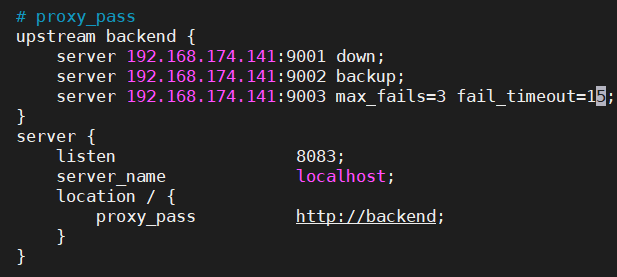 # proxy_pass
upstream backend {
    server 192.168.174.141:9001 down;
    server 192.168.174.141:9002 backup;
    server 192.168.174.141:9003 max_fails=3 fail_timeout=15;
}
server {
    listen                  8083;
    server_name             localhost;
    location / {
        proxy_pass          http://backend;
    }
}